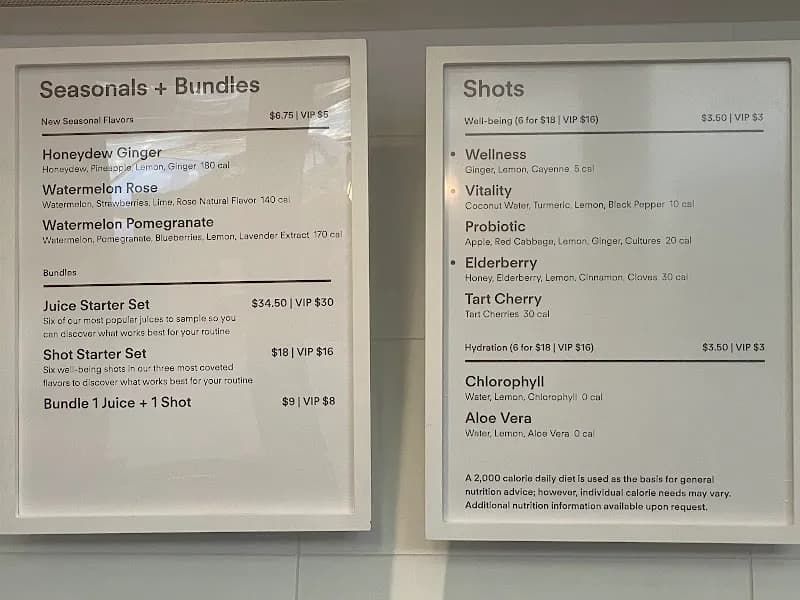 Seasonals + Bundles
New Seasonal Flavors $6.75 | VIP $5
Honeydew Ginger
Honeydew, Pineapple, Lemon, Ginger 180 cal
Watermelon Rose
Watermelon, Strawberries, Lime, Rose Natural Flavor 140 cal
Watermelon Pomegranate
Watermelon, Pomegranate, Blueberries, Lemon, Lavender Extract 170 cal
Bundles
Juice Starter Set $34.50 | VIP $30
Six of our most popular juices to sample so you
can discover what works best for your routine
Shot Starter Set $18 | VIP $16
Six well-being shots in our three most coveted
flavors to discover what works best for your routine
Bundle 1 Juice + 1 Shot $9 | VIP $8
Shots
Well-being (6 for $18 | VIP $16) $3.50 | VIP $3
• Wellness
Ginger, Lemon, Cayenne 5 cal
• Vitality
Coconut Water, Turmeric, Lemon, Black Pepper 10 cal
Probiotic
Apple, Red Cabbage, Lemon, Ginger, Cultures 20 cal
• Elderberry
Honey, Elderberry, Lemon, Cinnamon, Cloves 30 cal
Tart Cherry
Tart Cherries 30 cal
Hydration (6 for $18 | VIP $16) $3.50 | VIP $3
Chlorophyll
Water, Lemon, Chlorophyll 0 cal
Aloe Vera
Water, Lemon, Aloe Vera 0 cal
A 2,000 calorie daily diet is used as the basis for general
nutrition advice; however, individual calorie needs may vary.
Additional nutrition information available upon request.